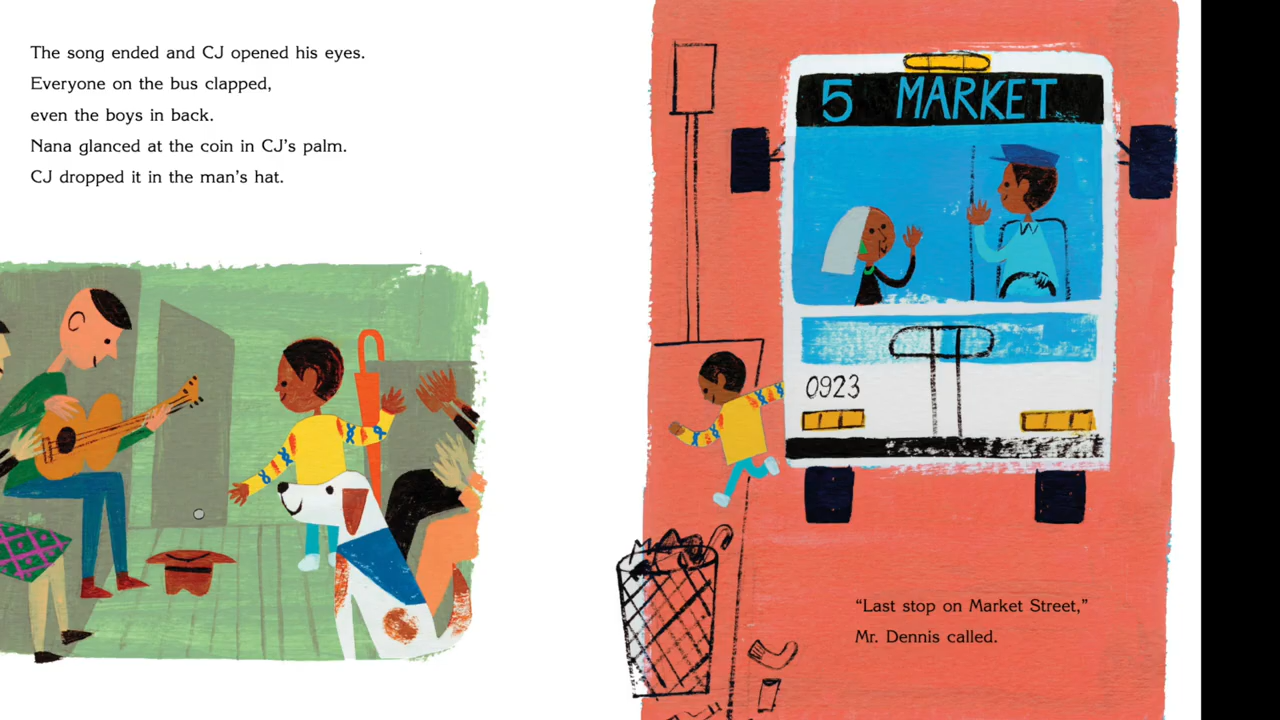 The song ended and CJ opened his eyes.
Everyone on the bus clapped,
even the boys in back.
Nana glanced at the coin in CJ’s palm.
CJ dropped it in the man’s hat.
5 MARKET
0923
“Last stop on Market Street,”
Mr. Dennis called.